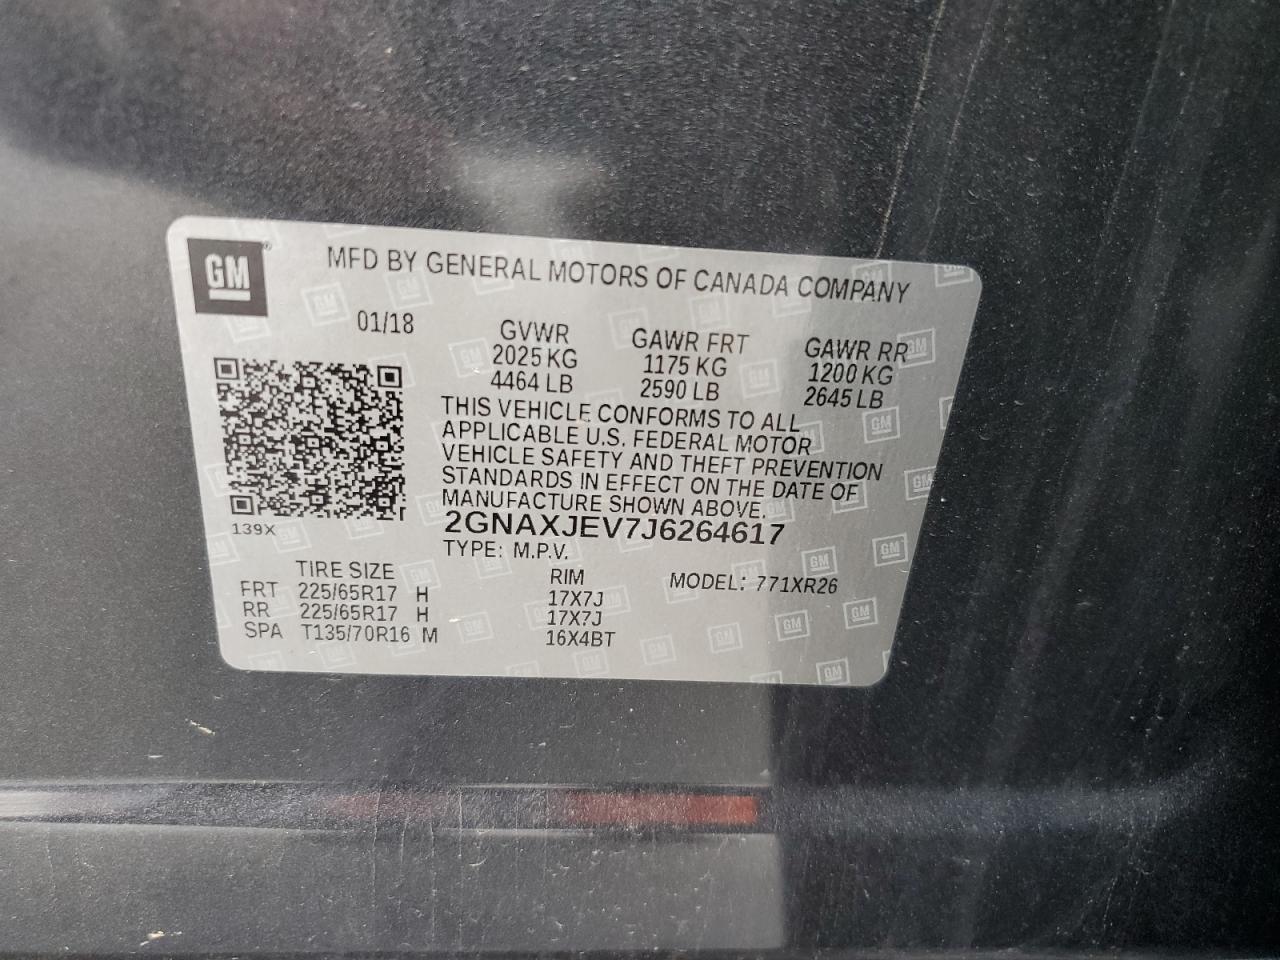 GM
MFD BY GENERAL MOTORS OF CANADA COMPANY
01/18
GVWR GAWR FRT GAWR RR
2025 KG 1175 KG 1200 KG
4464 LB 2590 LB 2645 LB
THIS VEHICLE CONFORMS TO ALL
APPLICABLE U.S. FEDERAL MOTOR
VEHICLE SAFETY AND THEFT PREVENTION
STANDARDS IN EFFECT ON THE DATE OF
MANUFACTURE SHOWN ABOVE.
139X
2GNAXJEV7J6264617
TYPE: M.P.V.
TIRE SIZE RIM MODEL: 771XR26
FRT 225/65R17 H 17X7J
RR 225/65R17 H 17X7J
SPA T135/70R16 M 16X4BT